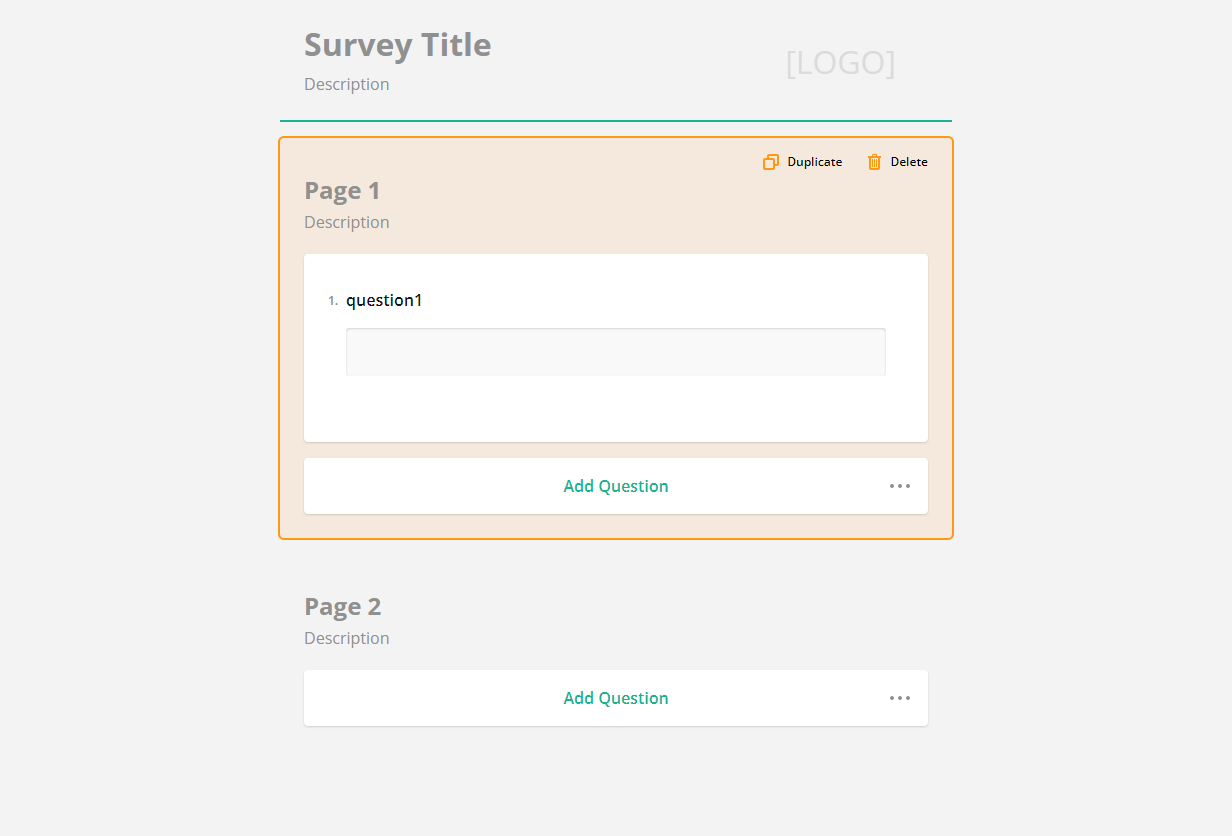 Survey Title
[LOGO]
Description
Duplicate
Delete
Page 1
Description
1. question1
Add Question
Page 2
Description
Add Question